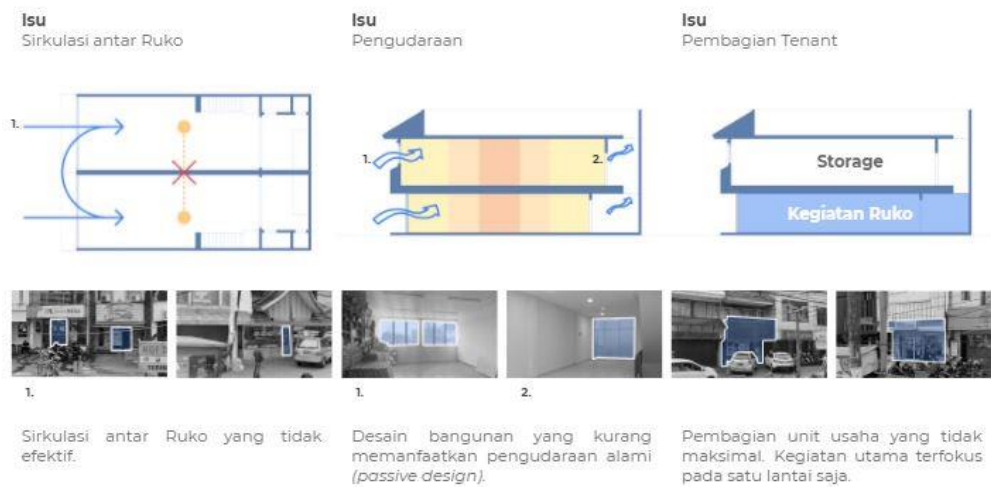 Isu
Sirkulasi antar Ruko
Isu
Pengudaraan
Isu
Pembagian Tenant
1.
1.
2.
Storage
Kegiatan Ruko
1.
1.
2.
Sirkulasi antar Ruko yang tidak
efektif.
Desain bangunan yang kurang
memanfaatkan pengudaraan alami
(passive design).
Pembagian unit usaha yang tidak
maksimal. Kegiatan utama terfokus
pada satu lantai saja.